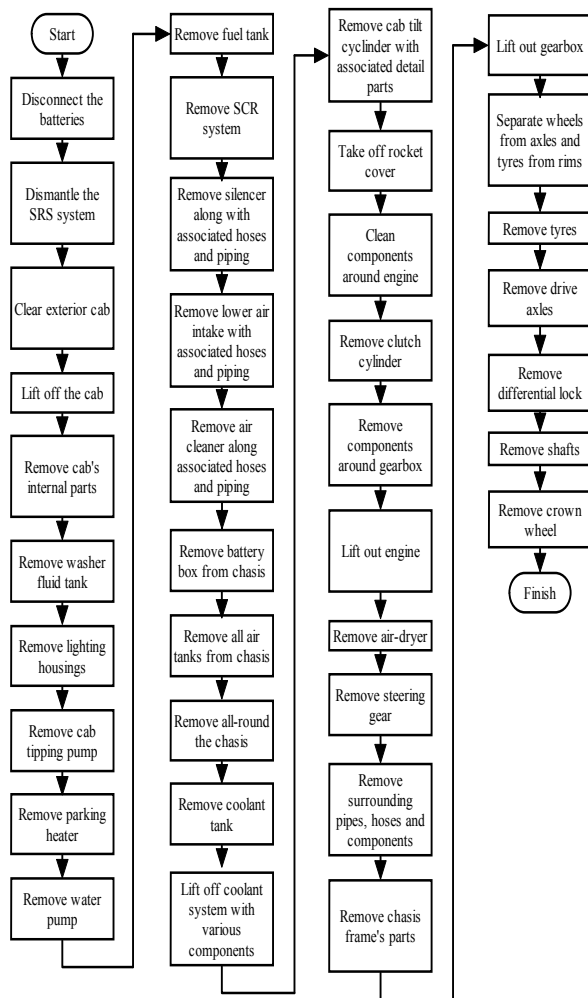 Start
Disconnect the
batteries
Dismantle the
SRS system
Clear exterior cab
Lift off the cab
Remove cab's
internal parts
Remove washer
fluid tank
Remove lighting
housings
Remove cab
tipping pump
Remove parking
heater
Remove water
pump
Remove fuel tank
Remove SCR
system
Remove silencer
along with
associated hoses
and piping
Remove lower air
intake with
associated hoses
and piping
Remove air
cleaner along
associated hoses
and piping
Remove battery
box from chasis
Remove all air
tanks from chasis
Remove all-round
the chasis
Remove coolant
tank
Lift off coolant
system with
various
components
Remove cab tilt
cyclinder with
associated detail
parts
Take off rocket
cover
Clean
components
around engine
Remove clutch
cylinder
Remove
components
around gearbox
Lift out engine
Remove air-dryer
Remove steering
gear
Remove
surrounding
pipes, hoses and
components
Remove chasis
frame's parts
Lift out gearbox
Separate wheels
from axles and
tyres from rims
Remove tyres
Remove drive
axles
Remove
differential lock
Remove shafts
Remove crown
wheel
Finish